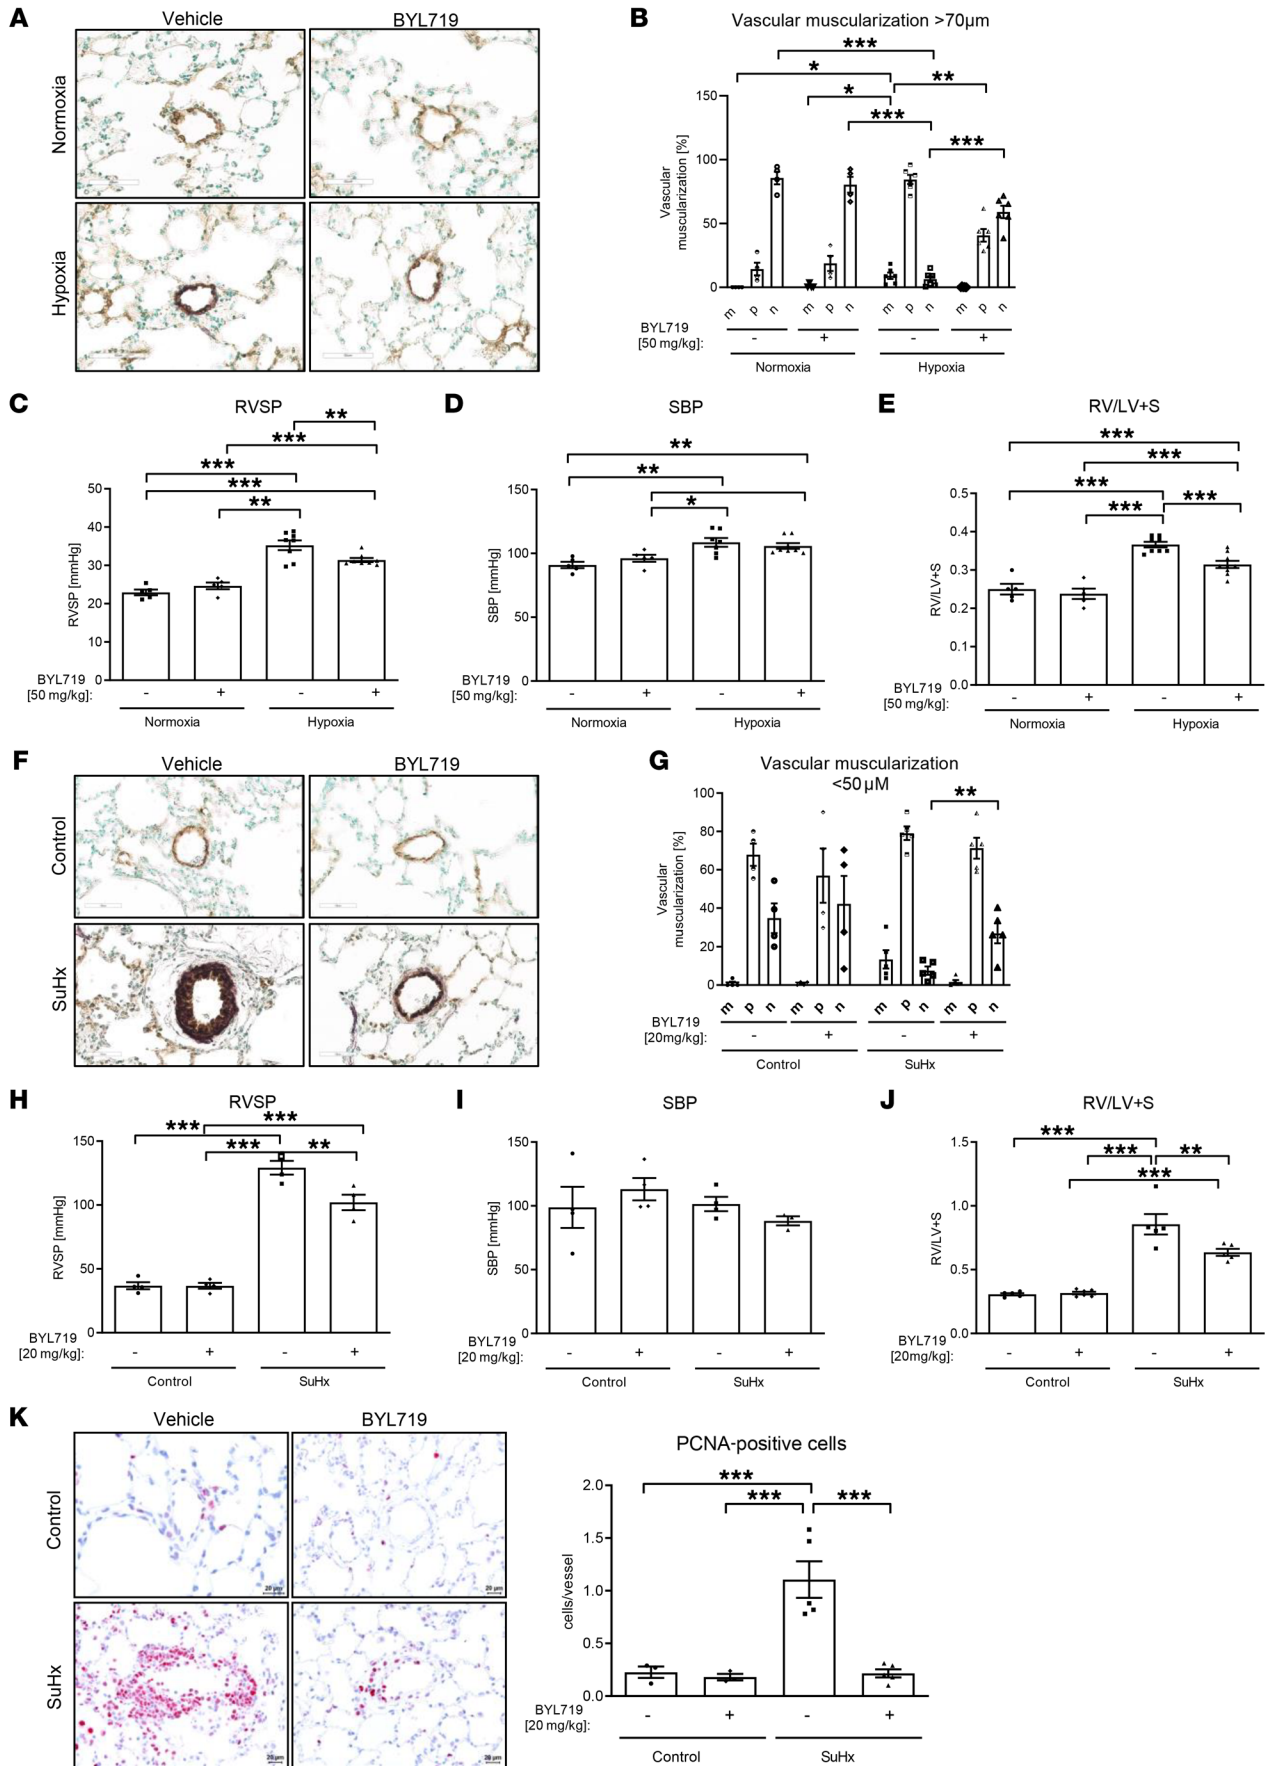 A
Vehicle
BYL719
Normoxia
Hypoxia
B
Vascular muscularization >70µm
***
*
**
*
***
***
Vascular
muscularization [%]
150
100
50
0
m p n m p n m p n m p n
BYL719
[50 mg/kg]:
- + - +
Normoxia Hypoxia
C
RVSP
**
***
***
***
**
RVSP [mmHg]
50
40
30
20
10
0
BYL719
[50 mg/kg]:
- + - +
Normoxia Hypoxia
D
SBP
**
**
*
SBP [mmHg]
150
100
50
0
BYL719
[50 mg/kg]:
- + - +
Normoxia Hypoxia
E
RV/LV+S
***
***
***
***
***
RV/LV+S
0.5
0.4
0.3
0.2
0.1
0.0
BYL719
[50 mg/kg]:
- + - +
Normoxia Hypoxia
F
Vehicle
BYL719
Control
SuHx
G
Vascular muscularization
<50µM
**
Vascular
muscularization [%]
100
80
60
40
20
0
m p n m p n m p n m p n
BYL719
[20mg/kg]:
- + - +
Control SuHx
H
RVSP
***
***
***
**
RVSP [mmHg]
150
100
50
0
BYL719
[20 mg/kg]:
- + - +
Control SuHx
I
SBP
SBP [mmHg]
150
100
50
0
BYL719
[20 mg/kg]:
- + - +
Control SuHx
J
RV/LV+S
***
***
**
***
RV/LV+S
1.5
1.0
0.5
0.0
BYL719
[20mg/kg]:
- + - +
Control SuHx
K
Vehicle
BYL719
Control
SuHx
20 µm
20 µm
20 µm
20 µm
PCNA-positive cells
***
***
***
cells/vessel
2.0
1.5
1.0
0.5
0.0
BYL719
[20 mg/kg]:
- + - +
Control SuHx